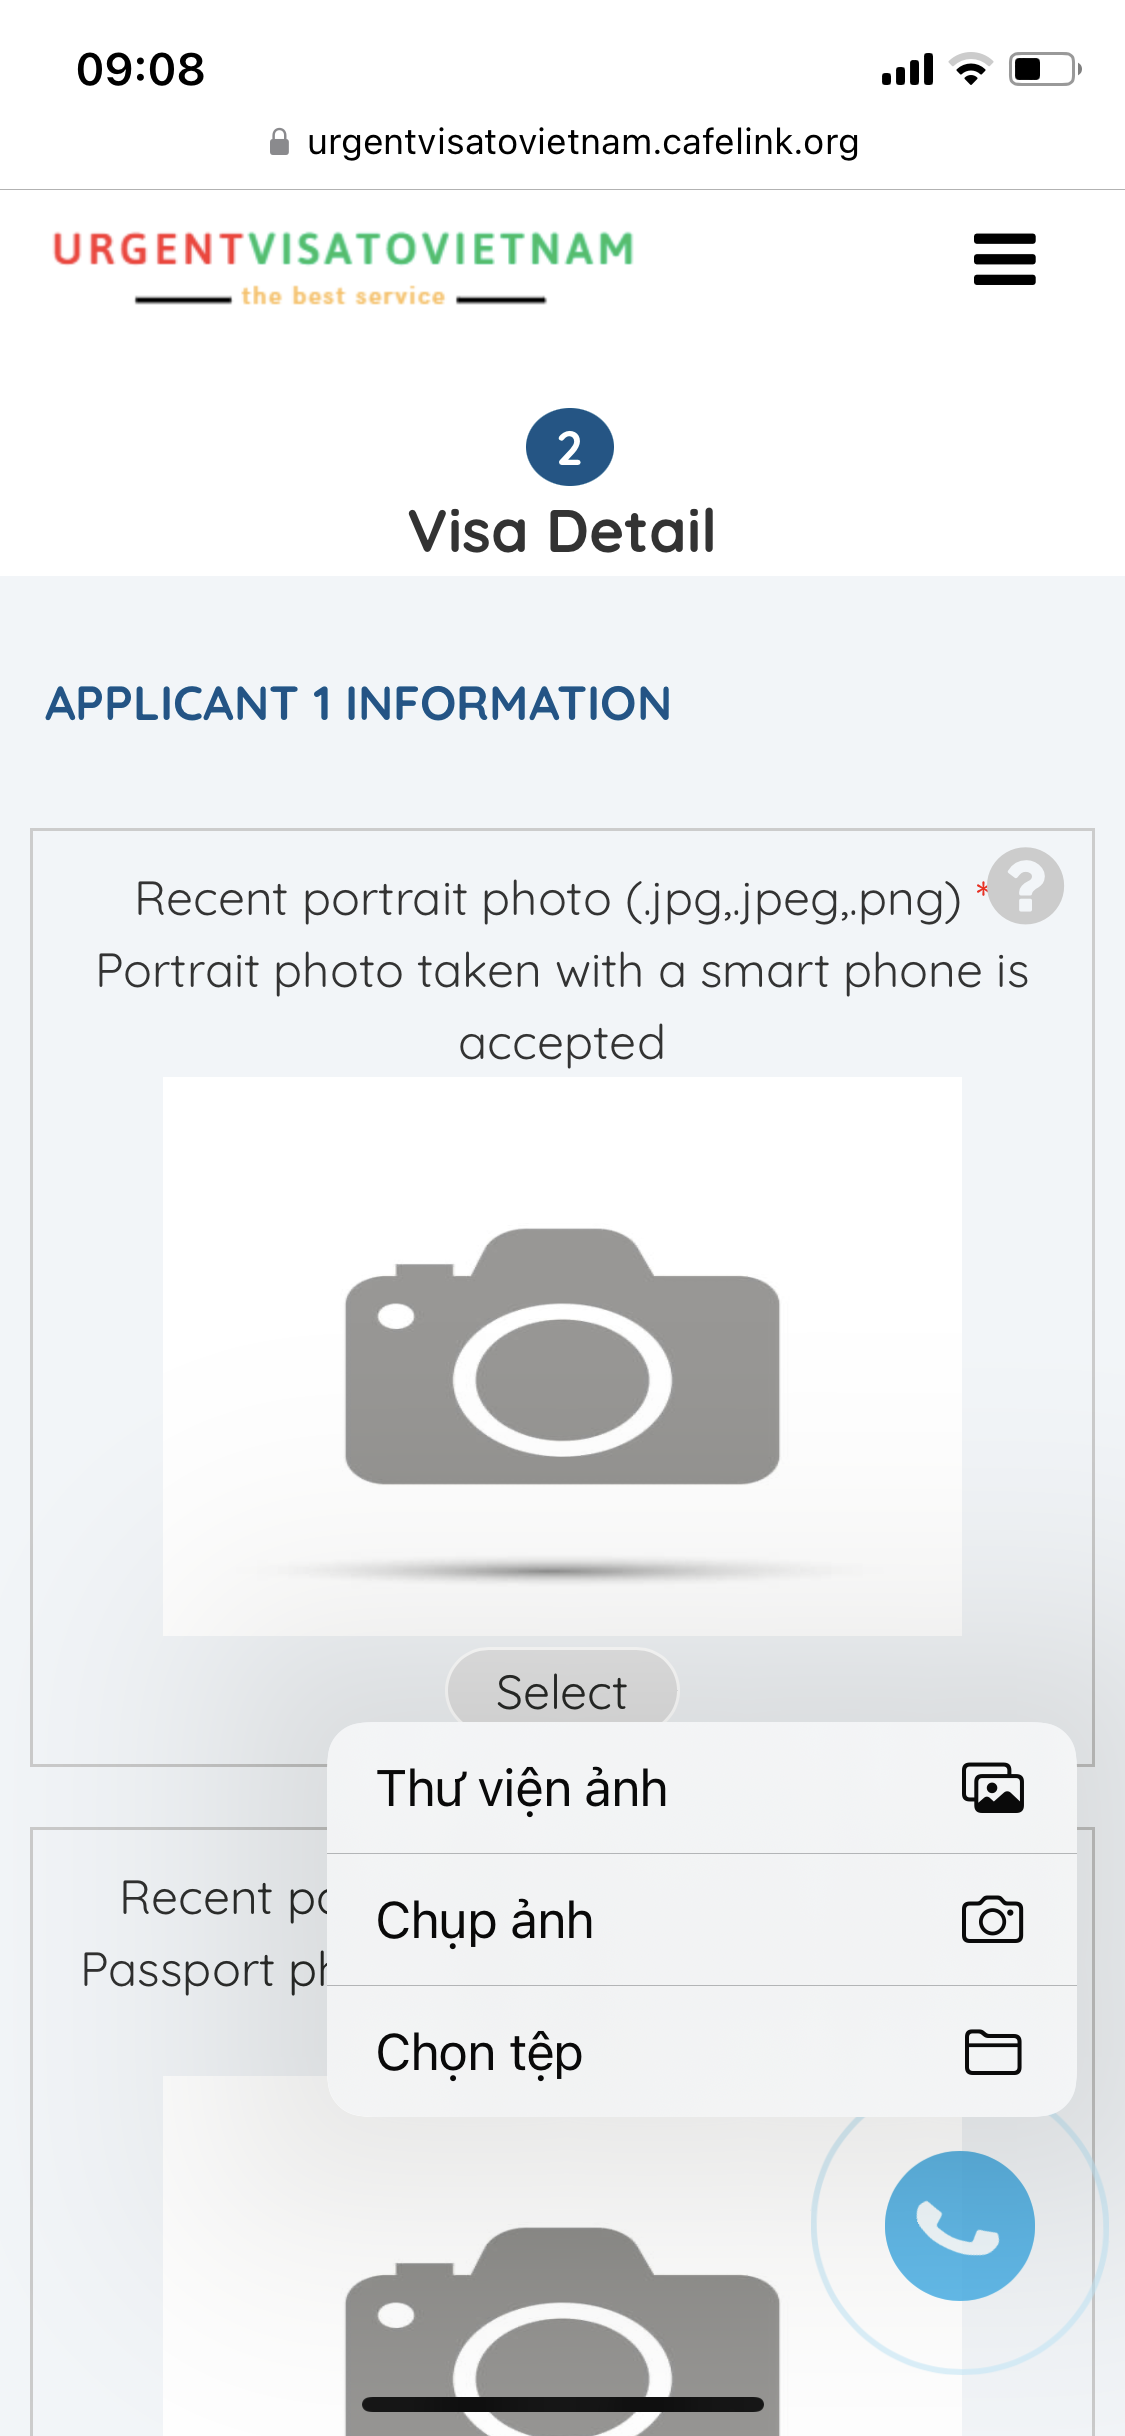 09:08
urgentvisatovietnam.cafelink.org
URGENTVISATOVIETNAM
the best service
2
Visa Detail
APPLICANT 1 INFORMATION
Recent portrait photo (.jpg,.jpeg,.png) *
?
Portrait photo taken with a smart phone is
accepted
Select
Thư viện ảnh
Chụp ảnh
Chọn tệp
Recent
Passport